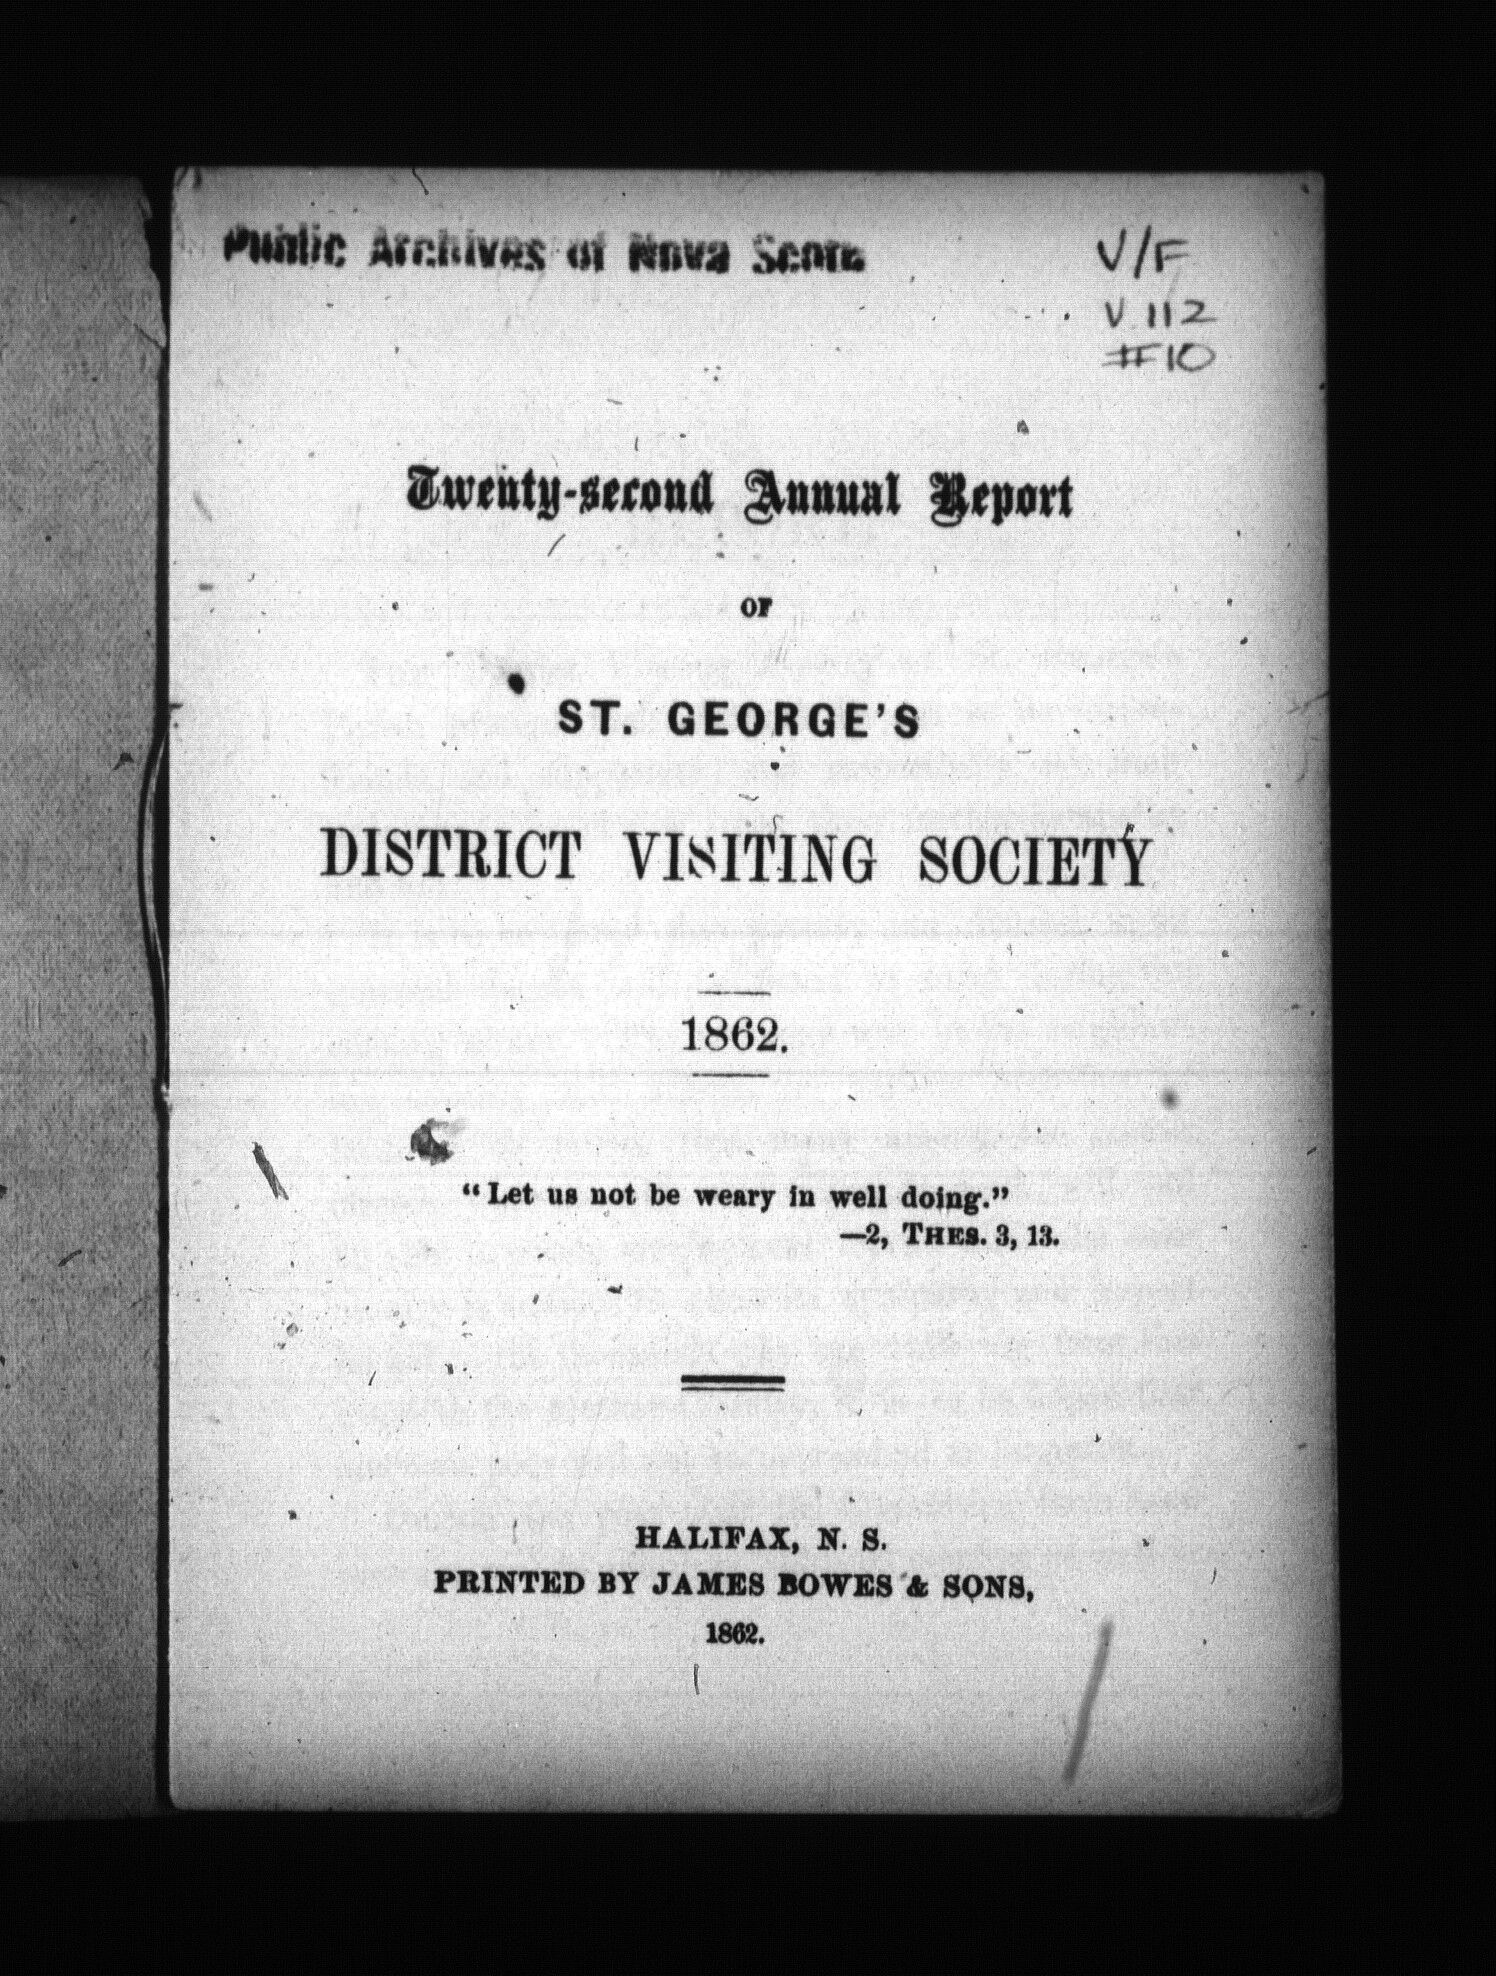 Public Archives of Nova Scotia
V/F
V. 112
#10
Twenty-second Annual Report
OF
ST. GEORGE'S
DISTRICT VISITING SOCIETY
1862.
"Let us not be weary in well doing."
—2, THES. 3, 13.
HALIFAX, N. S.
PRINTED BY JAMES BOWES & SONS,
1862.